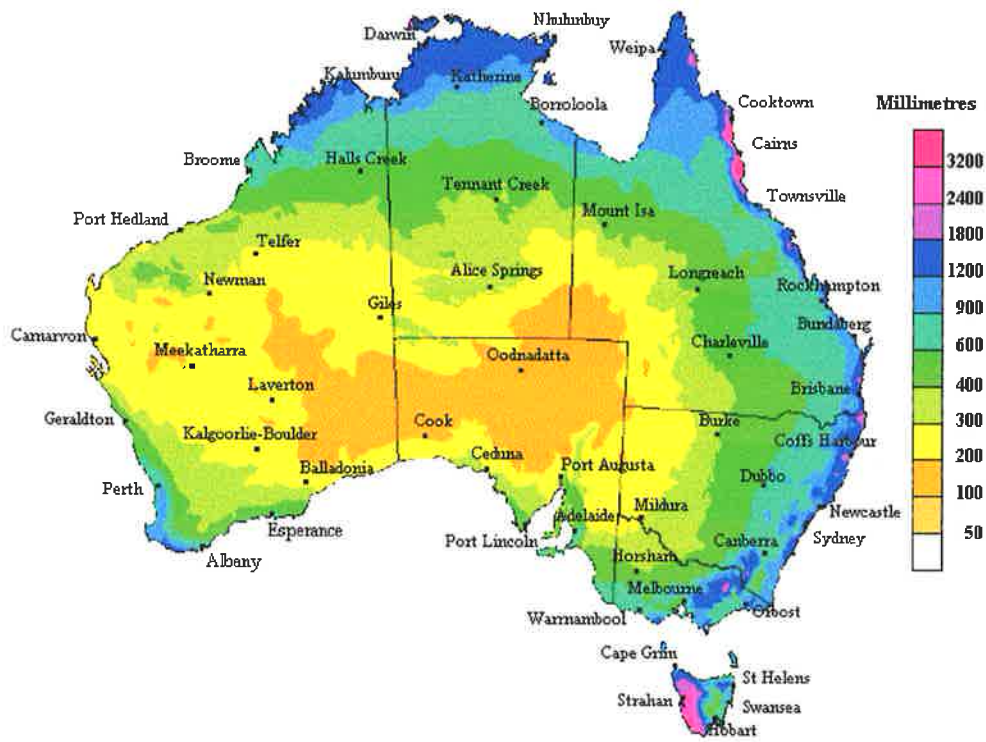 Nhulunbuy
Darwin
Weipa
Kalumburu
Katherine
Borroloola
Cooktown
Millimetres
Cairns
Broome
Halls Creek
3200
Tennant Creek
Townsville
2400
Port Hedland
Mount Isa
1800
Telfer
Newman
Alice Springs
Longreach
1200
Rockhampton
Giles
900
Carnarvon
Bundaberg
Meekatharra
Oodnadatta
Charleville
600
Laverton
Brisbane
400
Geraldton
Cook
Burke
300
Kalgoorlie-Boulder
Coffs Harbour
Ceduna
200
Balladonia
Port Augusta
Dubbo
Perth
100
Mildura
Newcastle
Adelaide
Esperance
50
Port Lincoln
Canberra
Sydney
Albany
Horsham
Melbourne
Warrnambool
Orbost
Cape Grim
St Helens
Strahan
Swansea
Hobart